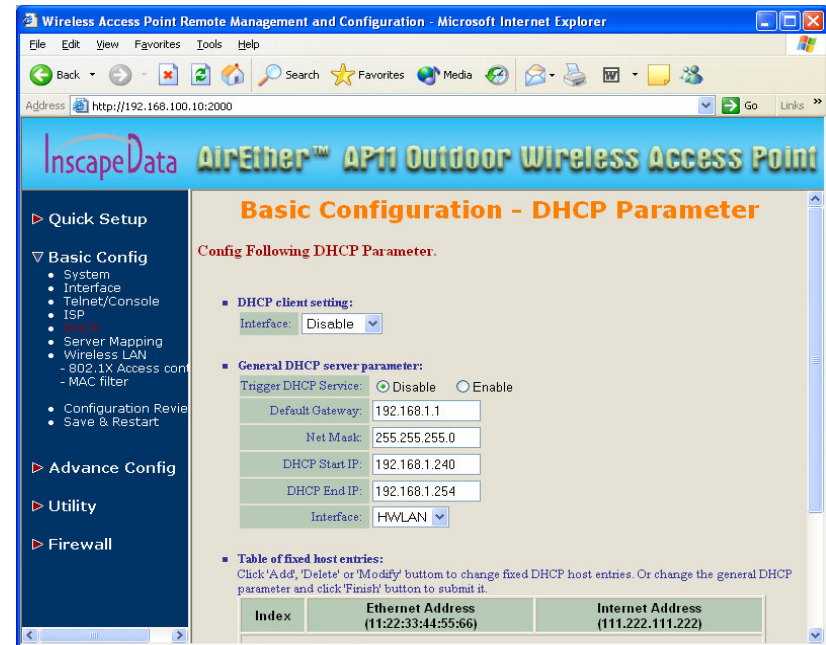 Wireless Access Point Remote Management and Configuration - Microsoft Internet Explorer
File Edit View Favorites Tools Help
Back Search Favorites Media
Address http://192.168.100.10:2000 Go Links »
InscapeData AirEther™ AP11 Outdoor Wireless Access Point
Quick Setup
Basic Config
System
Interface
Telnet/Console
ISP
DHCP
Server Mapping
Wireless LAN
- 802.1X Access cont
- MAC filter
Configuration Revie
Save & Restart
Advance Config
Utility
Firewall
Basic Configuration - DHCP Parameter
Config Following DHCP Parameter.
DHCP client setting:
Interface: Disable
General DHCP server parameter:
Trigger DHCP Service: Disable Enable
Default Gateway: 192.168.1.1
Net Mask: 255.255.255.0
DHCP Start IP: 192.168.1.240
DHCP End IP: 192.168.1.254
Interface: HWLAN
Table of fixed host entries:
Click 'Add', 'Delete' or 'Modify' buttom to change fixed DHCP host entries. Or change the general DHCP
parameter and click 'Finish' button to submit it.
Index Ethernet Address (11:22:33:44:55:66) Internet Address (111.222.111.222)